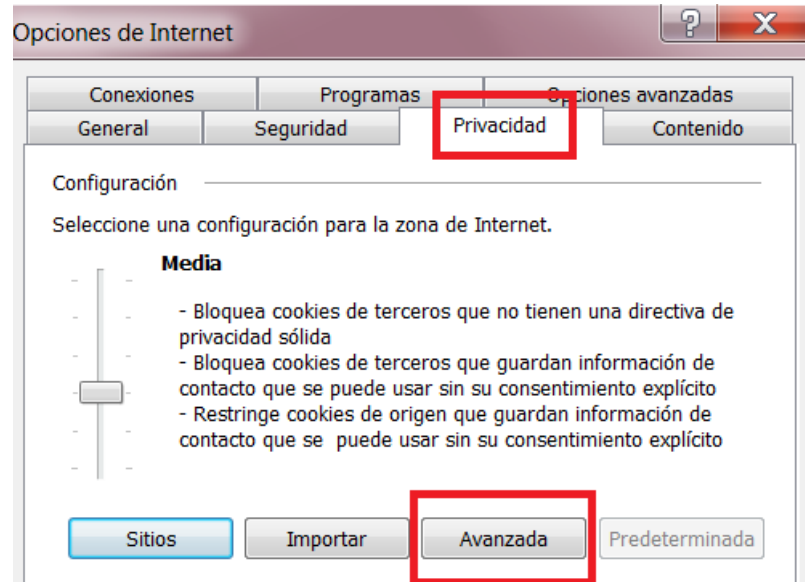 Opciones de Internet
Conexiones
Programas
Opciones avanzadas
General
Seguridad
Privacidad
Contenido
Configuración
Seleccione una configuración para la zona de Internet.
Media
- Bloquea cookies de terceros que no tienen una directiva de
privacidad sólida
- Bloquea cookies de terceros que guardan información de
contacto que se puede usar sin su consentimiento explícito
- Restringe cookies de origen que guardan información de
contacto que se puede usar sin su consentimiento explícito
Sitios
Importar
Avanzada
Predeterminada